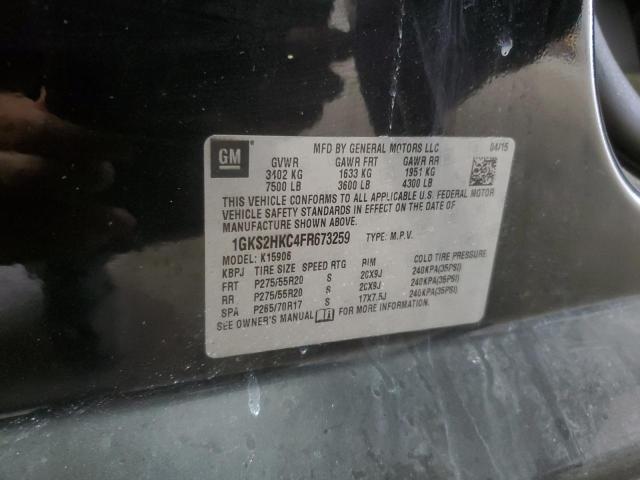 GM
MFD BY GENERAL MOTORS LLC 04/15
GVWR GAWR FRT GAWR RR
3402 KG 1633 KG 1951 KG
7500 LB 3600 LB 4300 LB
THIS VEHICLE CONFORMS TO ALL APPLICABLE U.S. FEDERAL MOTOR
VEHICLE SAFETY STANDARDS IN EFFECT ON THE DATE OF
MANUFACTURE SHOWN ABOVE.
1GKS2HKC4FR673259 TYPE: M.P.V.
MODEL: K15906
KBPJ TIRE SIZE SPEED RTG RIM COLD TIRE PRESSURE
FRT P275/55R20 S 20X9J 240KPA(35PSI)
RR P275/55R20 S 20X9J 240KPA(35PSI)
SPA P265/70R17 S 17X7.5J 240KPA(35PSI)
SEE OWNER'S MANUAL FOR MORE INFORMATION.